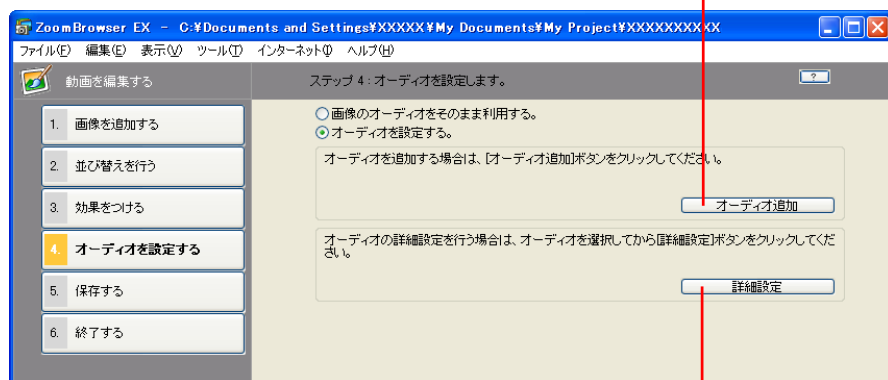 ZoomBrowser EX - C:¥Documents and Settings¥XXXXX¥My Documents¥My Project¥XXXXXXXXXX
ファイル(F) 編集(E) 表示(V) ツール(T) インターネット(I) ヘルプ(H)
動画を編集する
ステップ 4 : オーディオを設定します。
?
1. 画像を追加する
2. 並び替えを行う
3. 効果をつける
4. オーディオを設定する
5. 保存する
6. 終了する
画像のオーディオをそのまま利用する。
オーディオを設定する。
オーディオを追加する場合は、[オーディオ追加]ボタンをクリックしてください。
オーディオ追加
オーディオの詳細設定を行う場合は、オーディオを選択してから[詳細設定]ボタンをクリックしてくだ
さい。
詳細設定